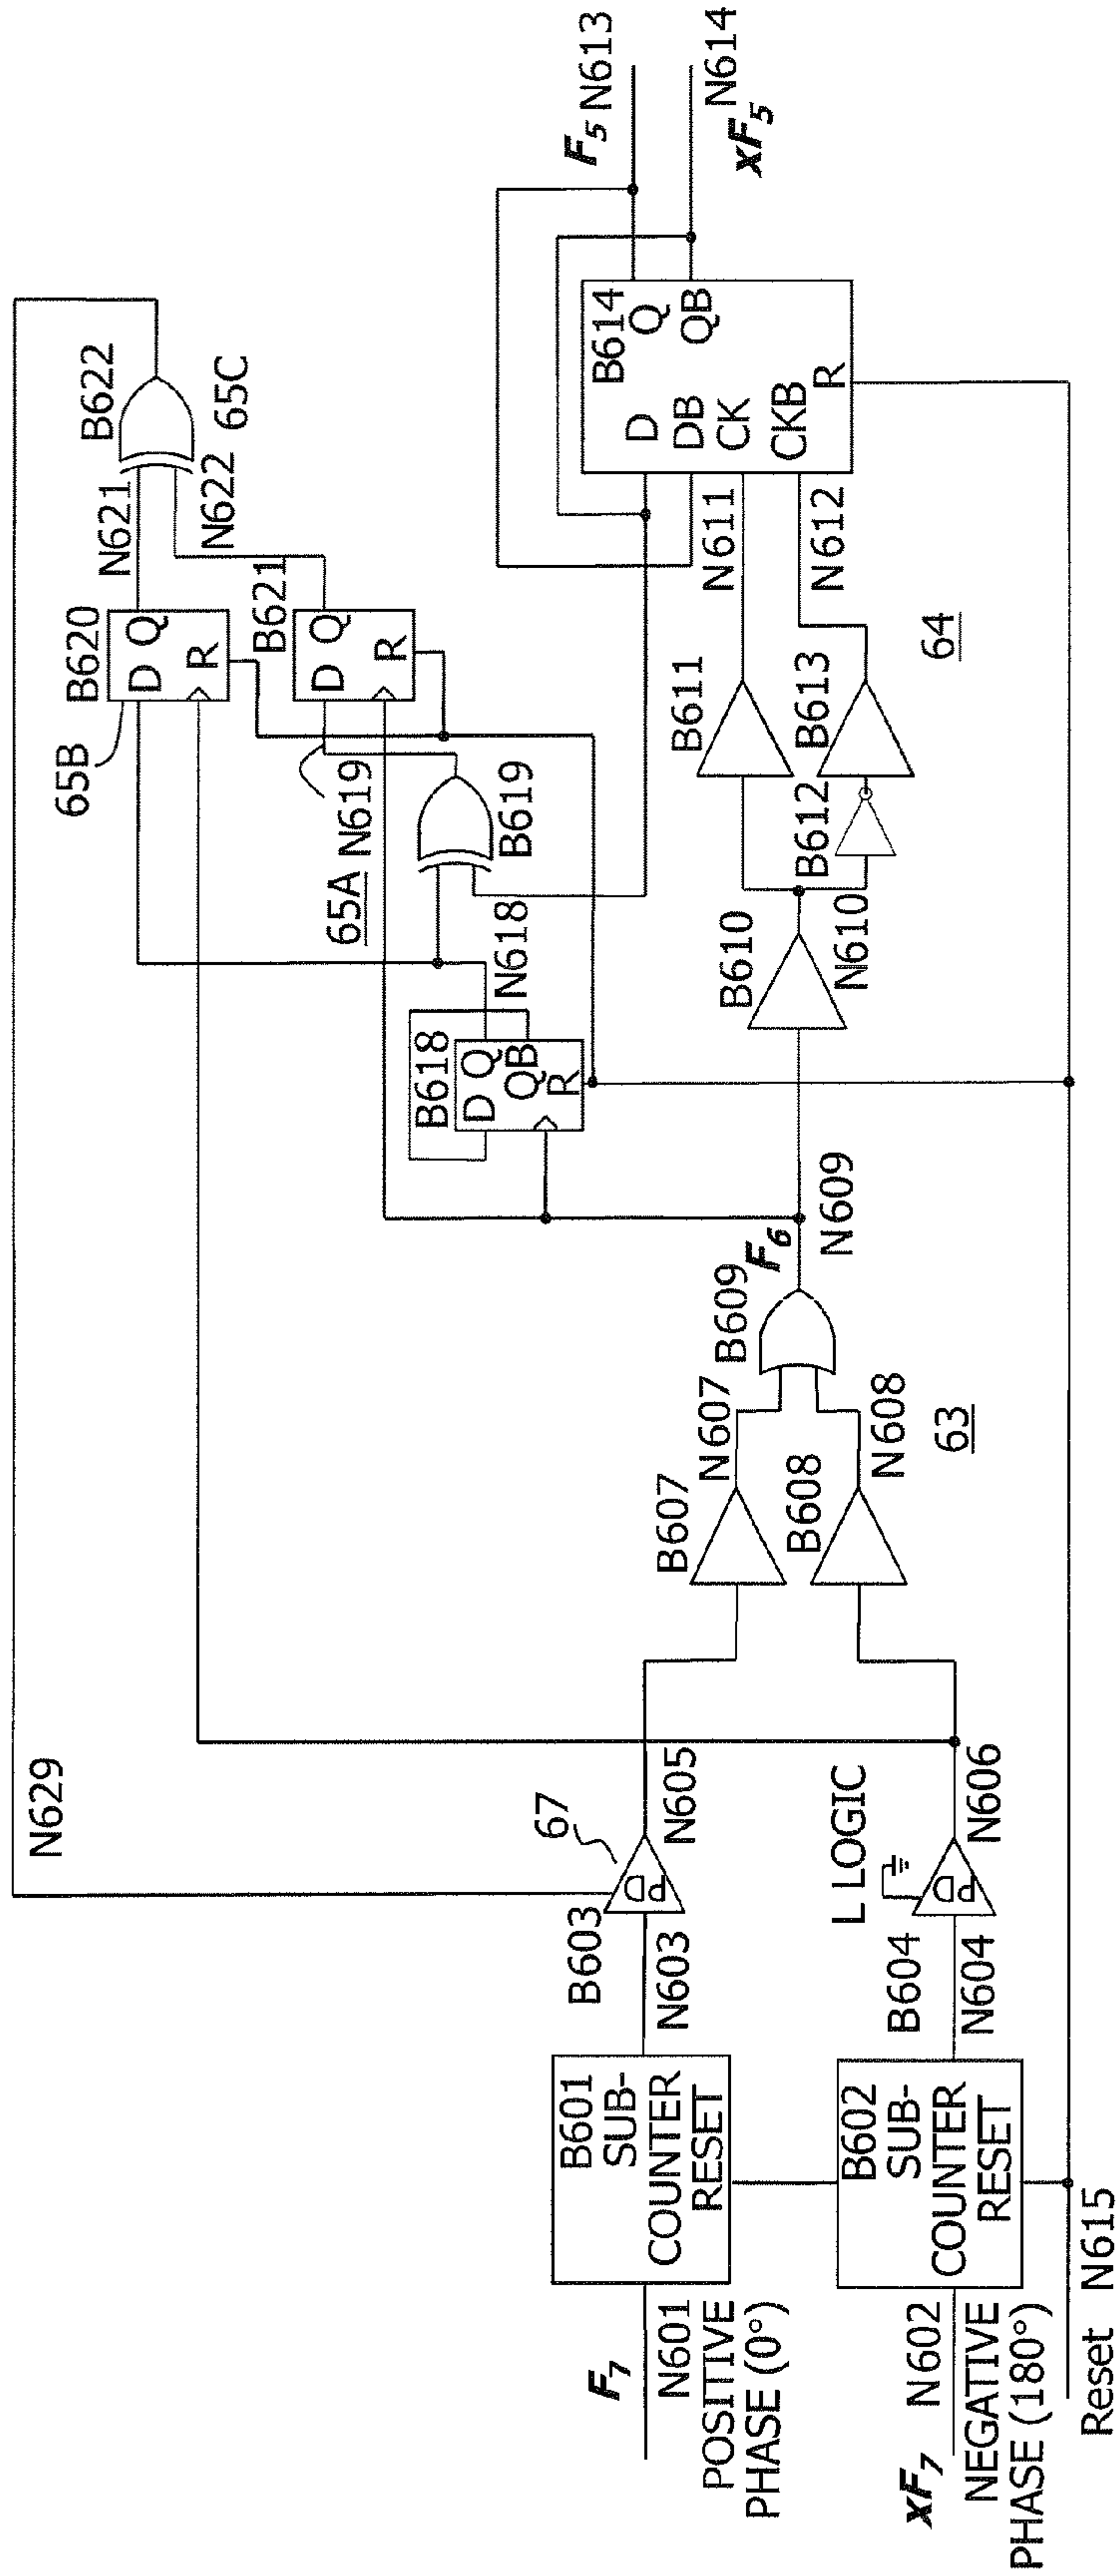 F7
N601
POSITIVE
PHASE (0°)
xF7
N602
NEGATIVE
PHASE (180°)
Reset N615
B601
SUB-
COUNTER
RESET
B602
SUB-
COUNTER
RESET
N603
N604
B603
B604
PD
PD
67
L LOGIC
N605
N606
N629
B607
B608
N607
N608
63
B609
F6
N609
B618
D Q
QB
R
N618
B610
N610
65A
N619
B619
B611
B612
B613
64
65B
B620
D Q
R
B621
D Q
R
N621
N622
B622
65C
N611
N612
B614
D
DB
CK
CKB
R
Q
QB
F5 N613
N614
xF5